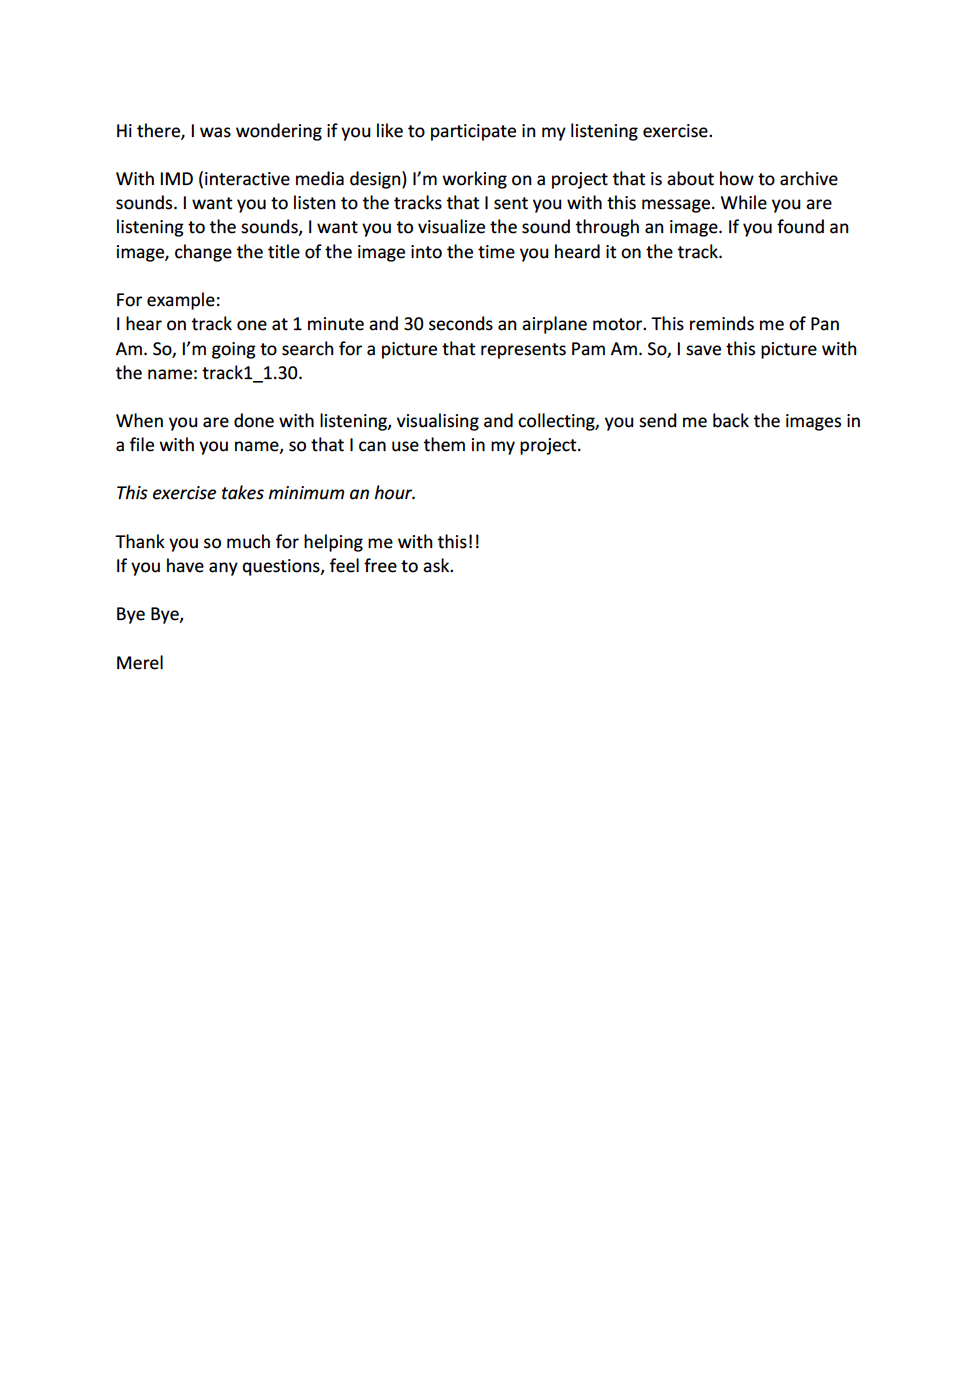 Hi there, I was wondering if you like to participate in my listening exercise.
With IMD (interactive media design) I’m working on a project that is about how to archive
sounds. I want you to listen to the tracks that I sent you with this message. While you are
listening to the sounds, I want you to visualize the sound through an image. If you found an
image, change the title of the image into the time you heard it on the track.
For example:
I hear on track one at 1 minute and 30 seconds an airplane motor. This reminds me of Pan
Am. So, I’m going to search for a picture that represents Pam Am. So, I save this picture with
the name: track1_1.30.
When you are done with listening, visualising and collecting, you send me back the images in
a file with you name, so that I can use them in my project.
This exercise takes minimum an hour.
Thank you so much for helping me with this!!
If you have any questions, feel free to ask.
Bye Bye,
Merel